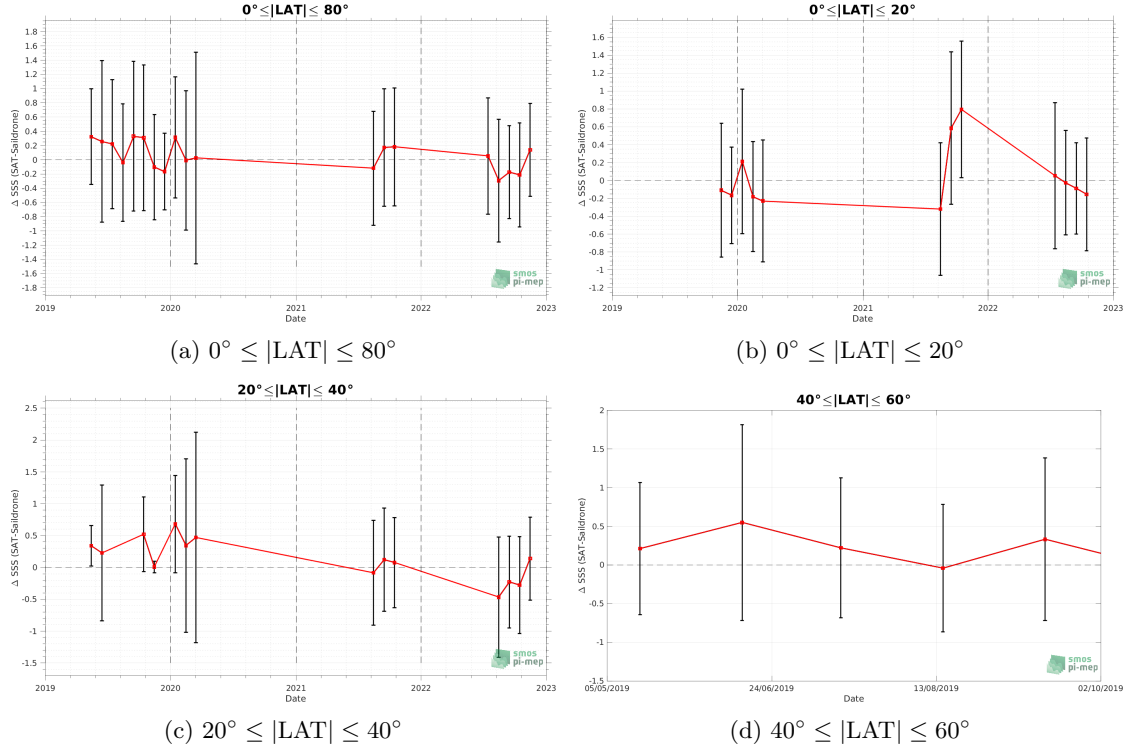 0°≤|LAT|≤ 80°
1.8
1.6
1.4
1.2
1
0.8
0.6
0.4
0.2
0
-0.2
-0.4
-0.6
-0.8
-1
-1.2
-1.4
-1.6
-1.8
Δ SSS (SAT-Saildrone)
2019
2020
2021
2022
2023
Date
smos
pi-mep
(a) 0° ≤ |LAT| ≤ 80°
0°≤|LAT|≤ 20°
1.6
1.4
1.2
1
0.8
0.6
0.4
0.2
0
-0.2
-0.4
-0.6
-0.8
-1
-1.2
Δ SSS (SAT-Saildrone)
2019
2020
2021
2022
2023
Date
smos
pi-mep
(b) 0° ≤ |LAT| ≤ 20°
20°≤|LAT|≤ 40°
2.5
2
1.5
1
0.5
0
-0.5
-1
-1.5
Δ SSS (SAT-Saildrone)
2019
2020
2021
2022
2023
Date
smos
pi-mep
(c) 20° ≤ |LAT| ≤ 40°
40°≤|LAT|≤ 60°
2
1.5
1
0.5
0
-0.5
-1
-1.5
Δ SSS (SAT-Saildrone)
05/05/2019
24/06/2019
13/08/2019
02/10/2019
Date
smos
pi-mep
(d) 40° ≤ |LAT| ≤ 60°